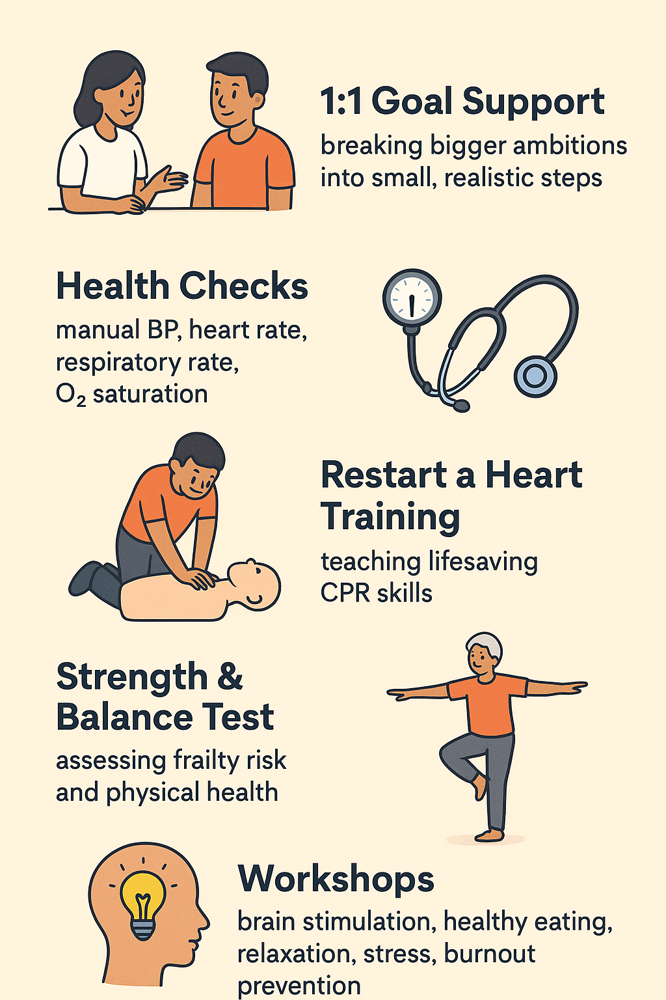 1:1 Goal Support
breaking bigger ambitions
into small, realistic steps
Health Checks
manual BP, heart rate,
respiratory rate,
O₂ saturation
Restart a Heart
Training
teaching lifesaving
CPR skills
Strength &
Balance Test
assessing frailty risk
and physical health
Workshops
brain stimulation, healthy eating,
relaxation, stress, burnout
prevention